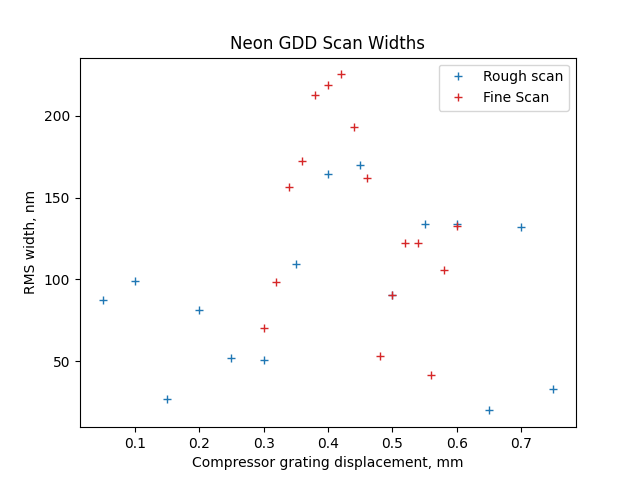 Neon GDD Scan Widths
Rough scan
Fine Scan
RMS width, nm
200
150
100
50
0.1 0.2 0.3 0.4 0.5 0.6 0.7
Compressor grating displacement, mm